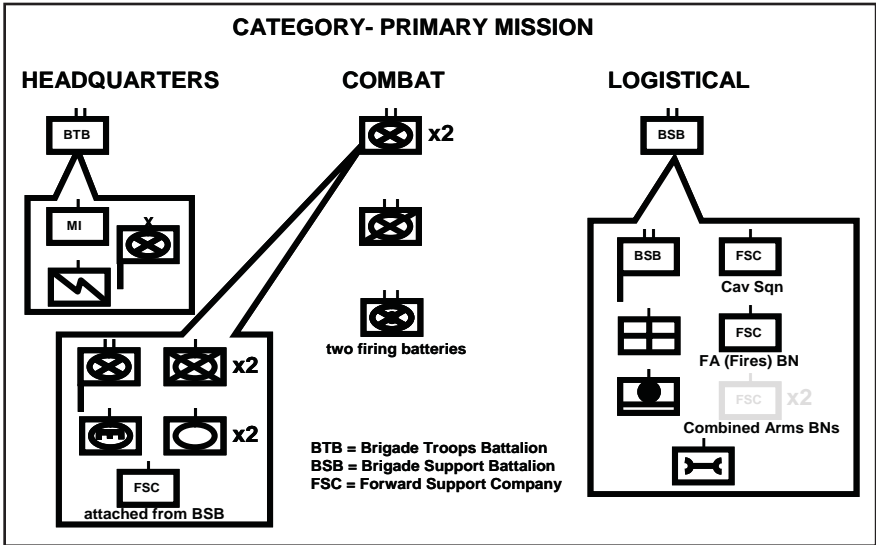 CATEGORY- PRIMARY MISSION
HEADQUARTERS
COMBAT
LOGISTICAL
BTB
MI
X
x2
two firing batteries
x2
x2
FSC
attached from BSB
BSB
BSB
FSC
Cav Sqn
FSC
FA (Fires) BN
FSC
x2
Combined Arms BNs
BTB = Brigade Troops Battalion
BSB = Brigade Support Battalion
FSC = Forward Support Company